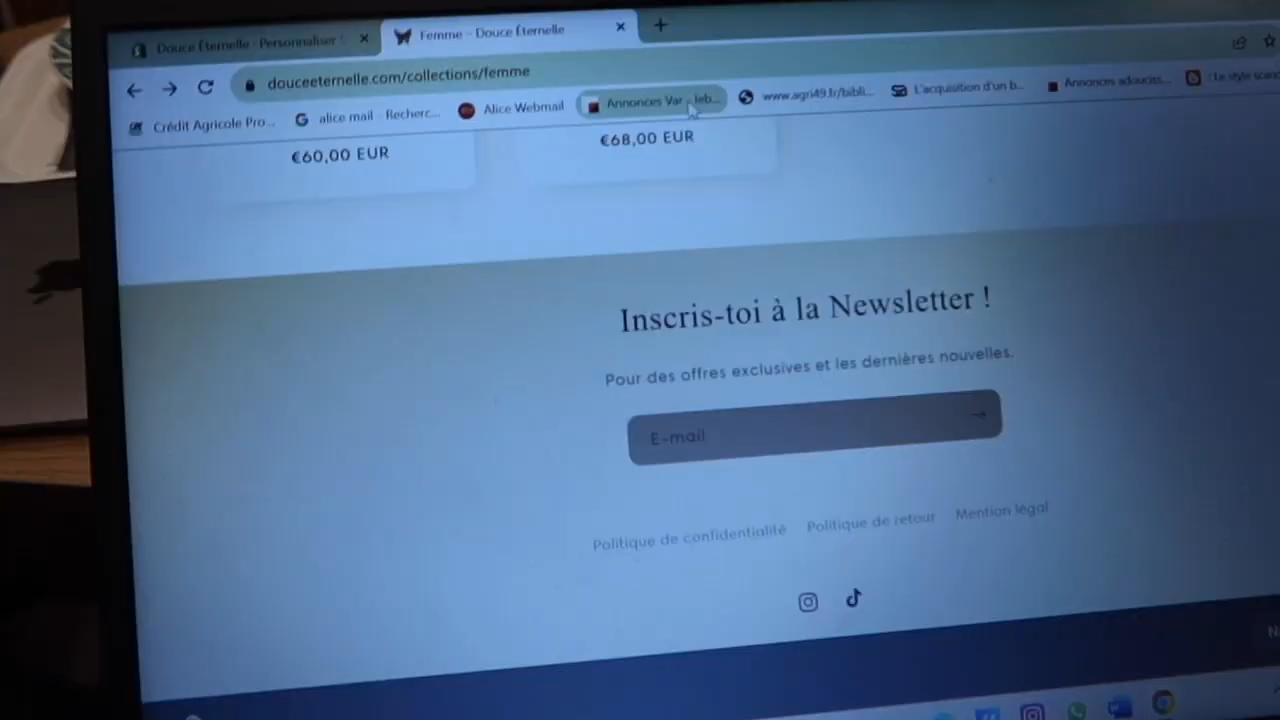 Douce Éternelle · Personnaliser
Femme – Douce Éternelle
douceeternelle.com/collections/femme
Crédit Agricole Pro...
alice mail - Recherc...
Alice Webmail
Annonces Var - leb...
www.agri49.fr/bibli...
L'acquisition d'un b...
Annonces adouciss...
€60,00 EUR
€68,00 EUR
Inscris-toi à la Newsletter !
Pour des offres exclusives et les dernières nouvelles.
E-mail
Politique de confidentialité
Politique de retour
Mention légal